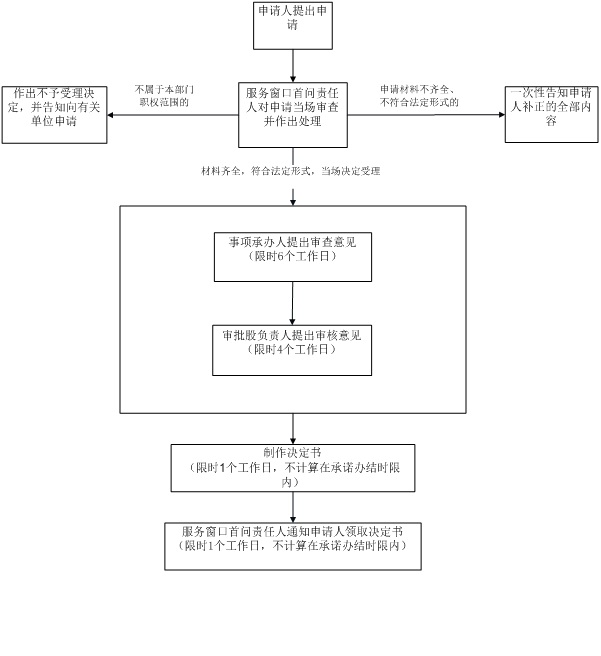 申请人提出申
请
作出不予受理决
定，并告知向有关
单位申请
不属于本部门
职权范围的
服务窗口首问责任
人对申请当场审查
并作出处理
申请材料不齐全、
不符合法定形式的
一次性告知申请
人补正的全部内
容
材料齐全，符合法定形式，当场决定受理
事项承办人提出审查意见
（限时6个工作日）
审批股负责人提出审核意见
（限时4个工作日）
制作决定书
（限时1个工作日，不计算在承诺办结时限
内）
服务窗口首问责任人通知申请人领取决定书
（限时1个工作日，不计算在承诺办结时限内）